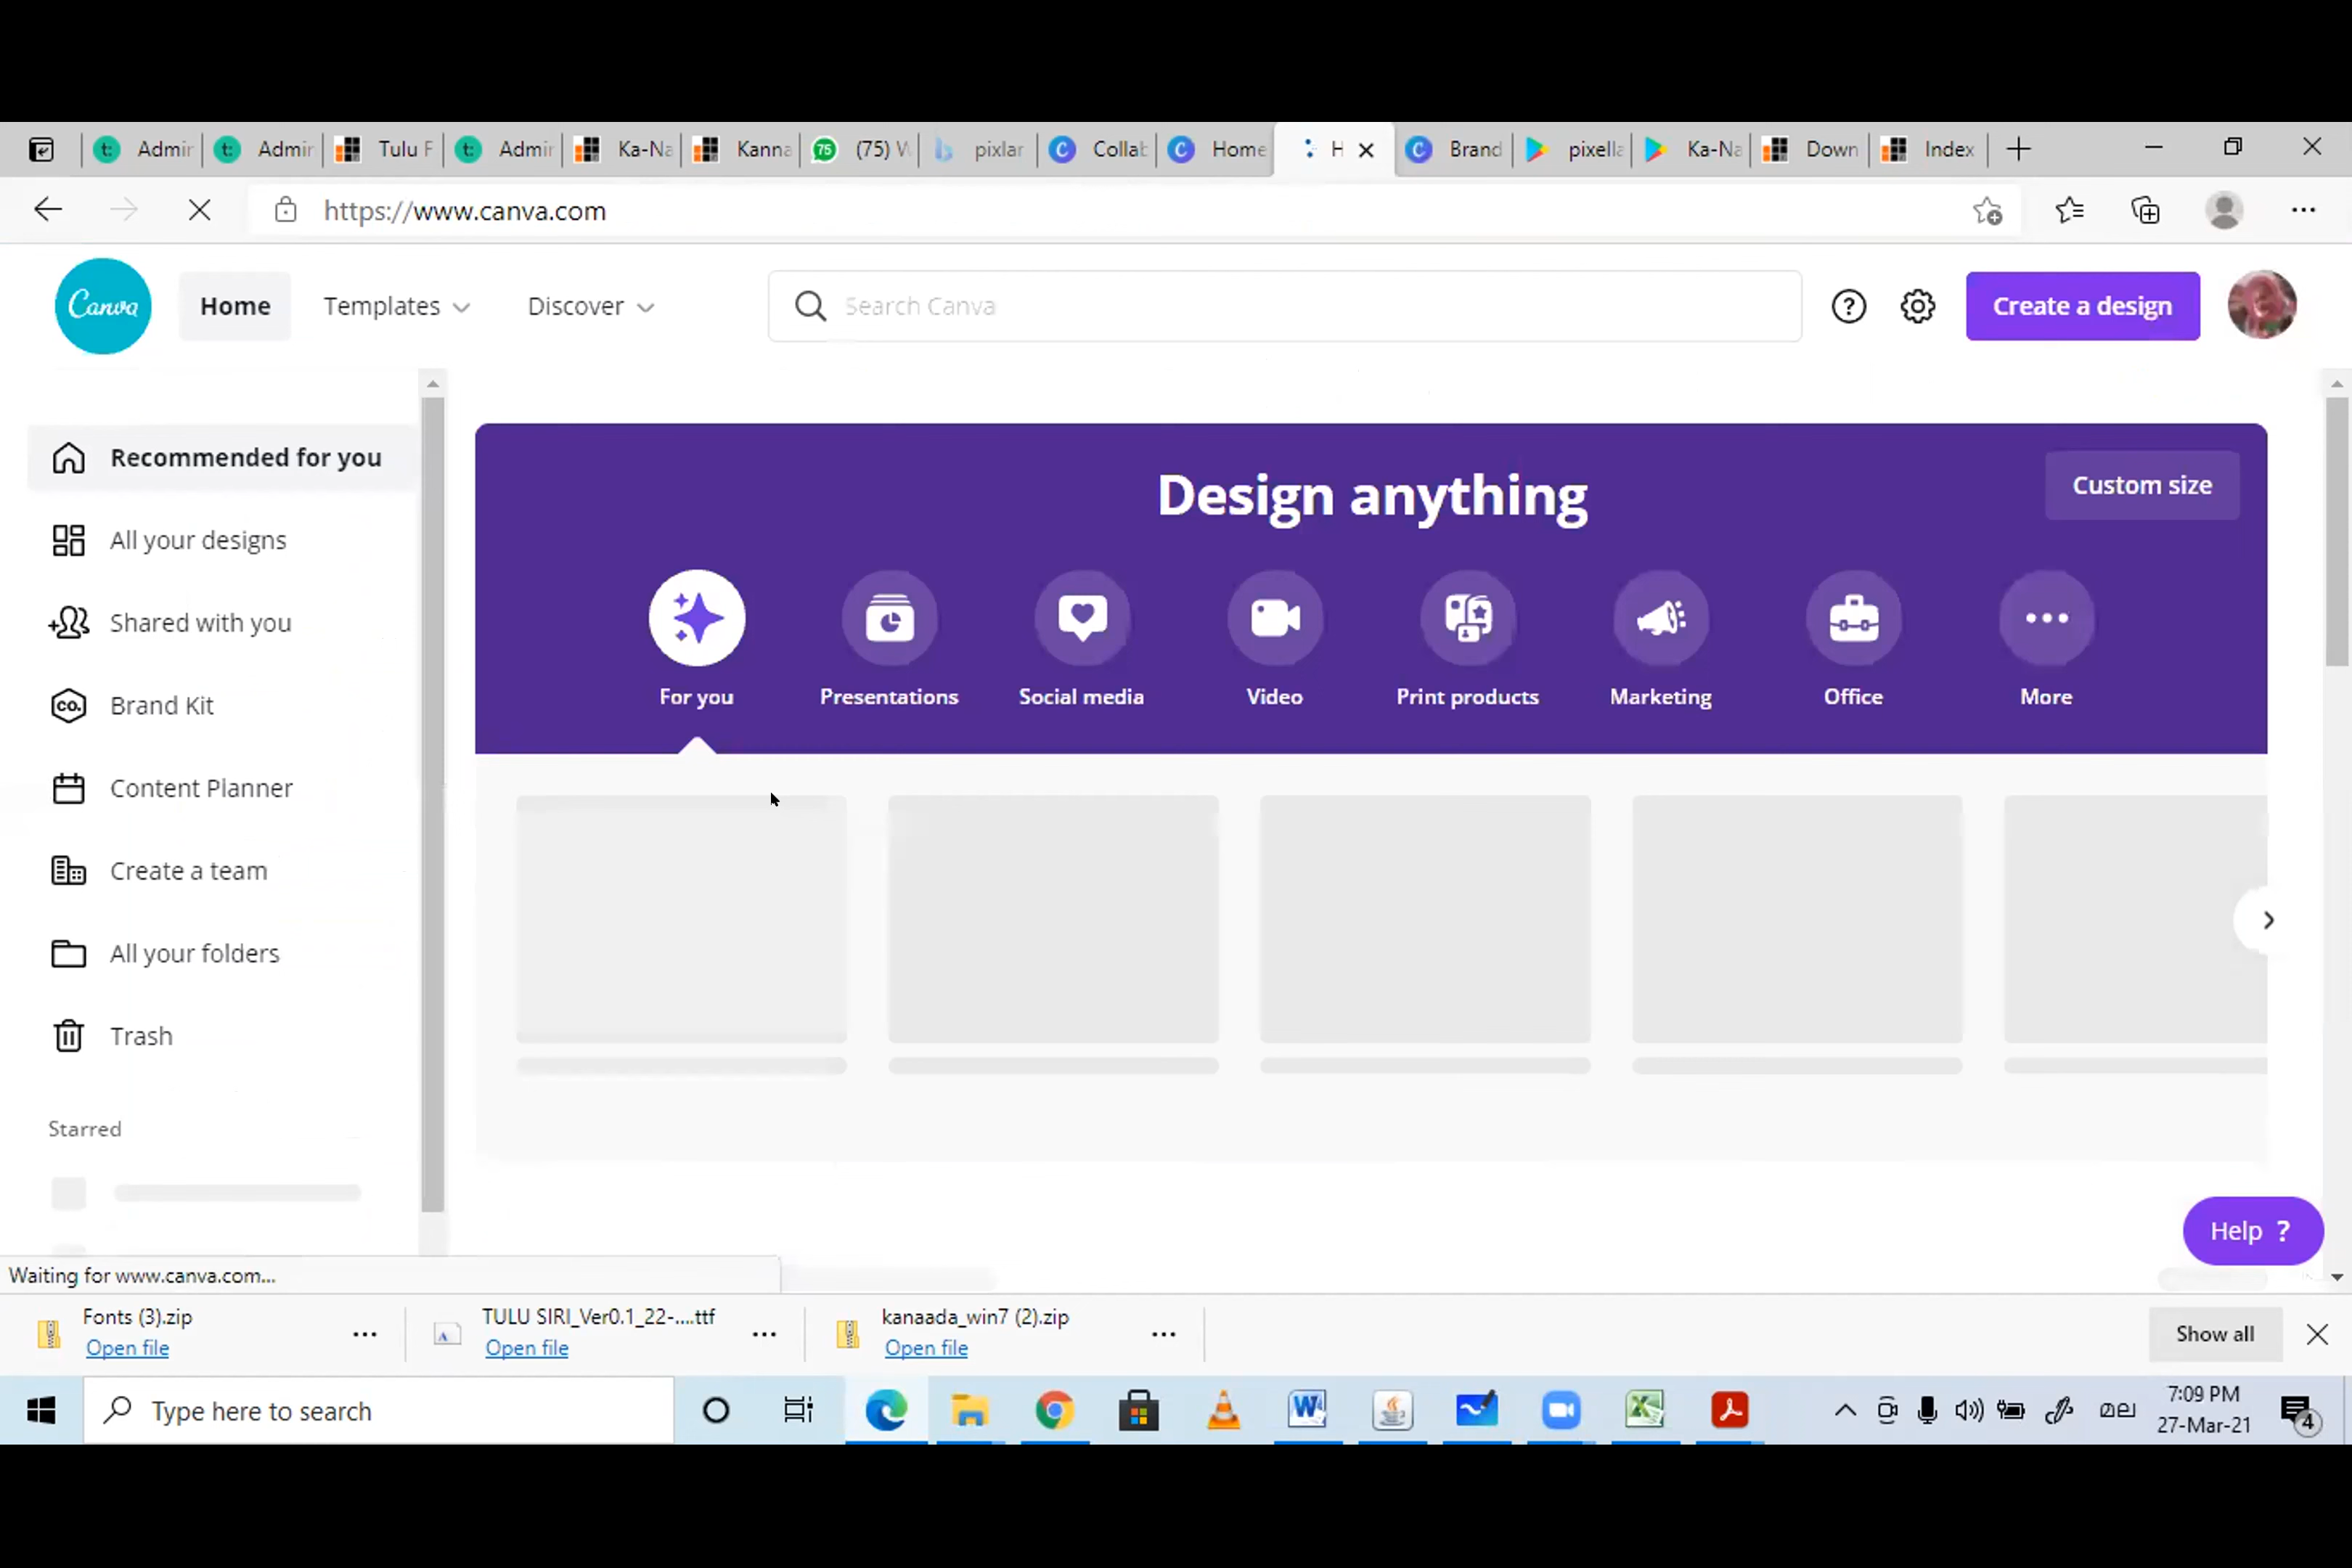 Admir
Admir
Tulu F
Admir
Ka-Na
Kanna
75
(75) W
pixlar
Collab
Home
H
Brand
pixella
Ka-Na
Down
Index
https://www.canva.com
Canva
Home
Templates
Discover
Search Canva
?
Create a design
Recommended for you
All your designs
Shared with you
CO.
Brand Kit
Content Planner
Create a team
All your folders
Trash
Starred
Design anything
Custom size
For you
Presentations
Social media
Video
Print products
Marketing
Office
More
Help ?
Waiting for www.canva.com...
Fonts (3).zip
Open file
TULU SIRI_Ver0.1_22-....ttf
Open file
kanaada_win7 (2).zip
Open file
Show all
Type here to search
മല
7:09 PM
27-Mar-21
4